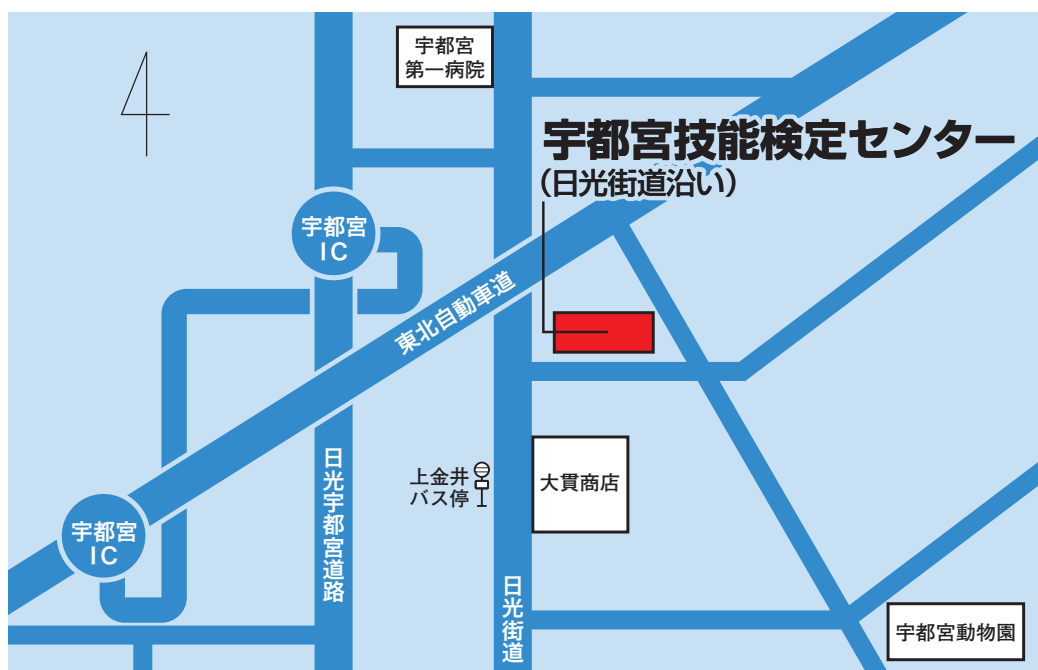 宇都宮
第一病院
宇都宮技能検定センター
（日光街道沿い）
宇都宮
IC
東北自動車道
上金井
バス停
大貫商店
日光宇都宮道路
宇都宮
IC
日光街道
宇都宮動物園